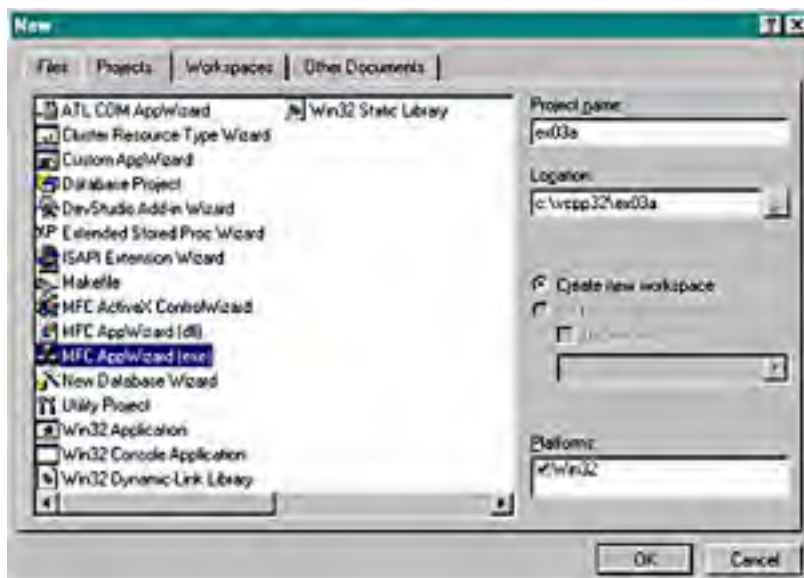 New
Files Projects Workspaces Other Documents
ATL COM AppWizard
Cluster Resource Type Wizard
Custom AppWizard
Database Project
DevStudio Add-in Wizard
XP Extended Stored Proc Wizard
ISAPI Extension Wizard
Makefile
MFC ActiveX ControlWizard
MFC AppWizard (dll)
MFC AppWizard (exe)
New Database Wizard
Utility Project
Win32 Application
Win32 Console Application
Win32 Dynamic-Link Library
Win32 Static Library
Project name:
ex03a
Location:
c:\vcpp32\ex03a
...
Create new workspace
Platforms:
Win32
OK Cancel